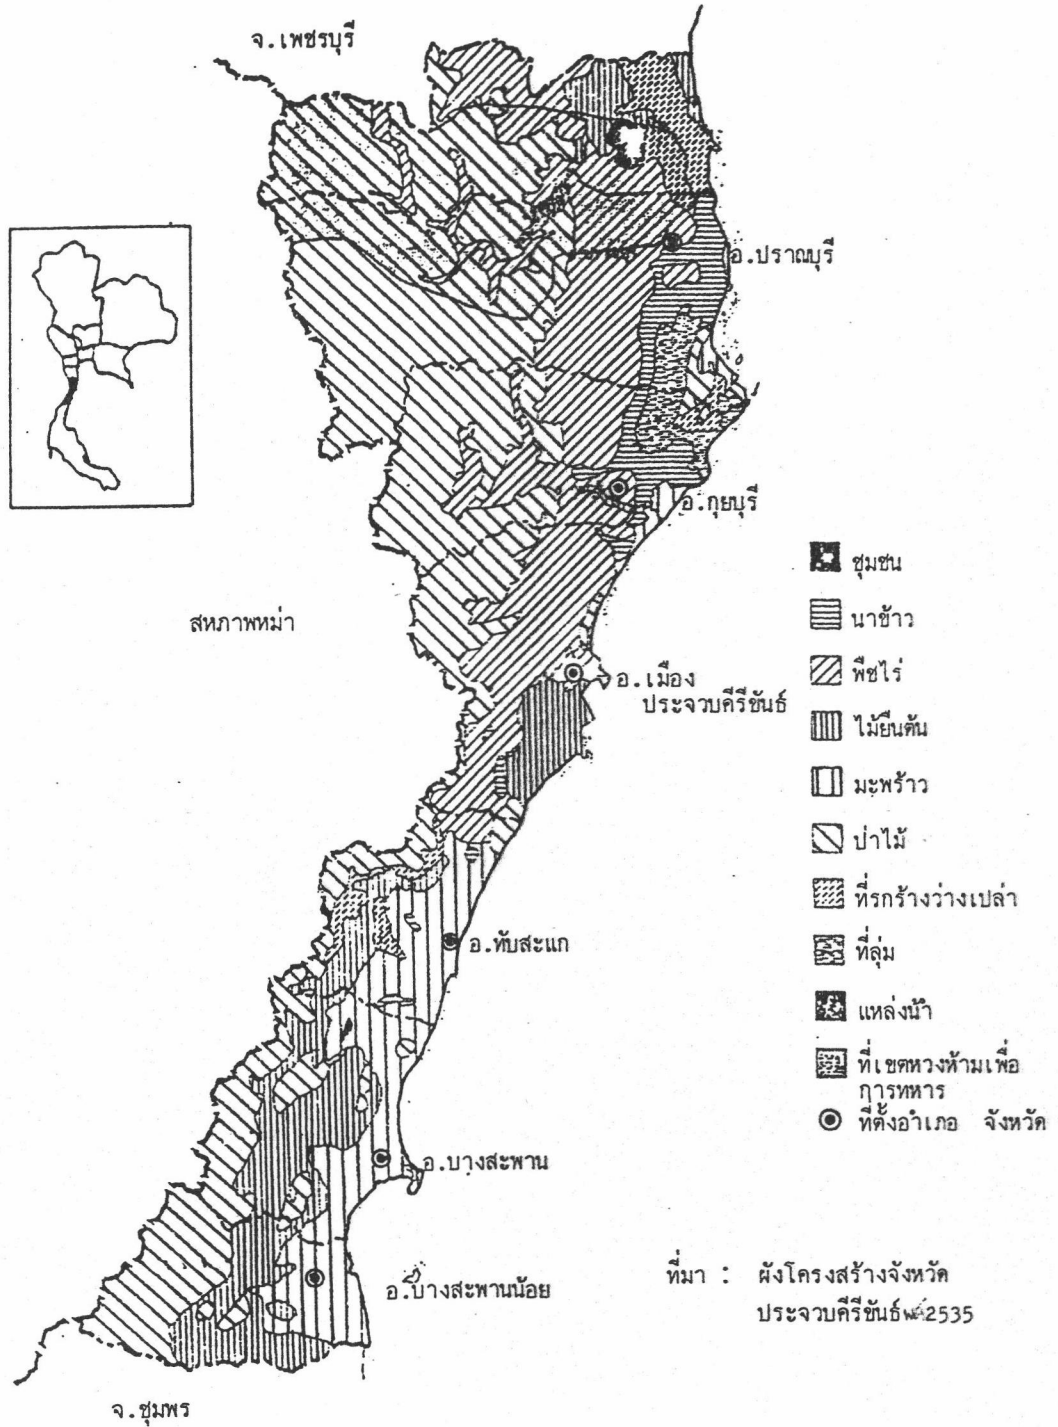 จ.เพชรบุรี
อ.ปราณบุรี
อ.กุยบุรี
สหภาพพม่า
อ.เมือง
ประจวบคีรีขันธ์
อ.ทับสะแก
อ.บางสะพาน
อ.บางสะพานน้อย
จ.ชุมพร
ชุมชน
นาข้าว
พืชไร่
ไม้ยืนต้น
มะพร้าว
ป่าไม้
ที่รกร้างว่างเปล่า
ที่ลุ่ม
แหล่งน้ำ
ที่เขตหวงห้ามเพื่อ
การทหาร
ที่ตั้งอำเภอ จังหวัด
ที่มา : ผังโครงสร้างจังหวัด
ประจวบคีรีขันธ์ 2535